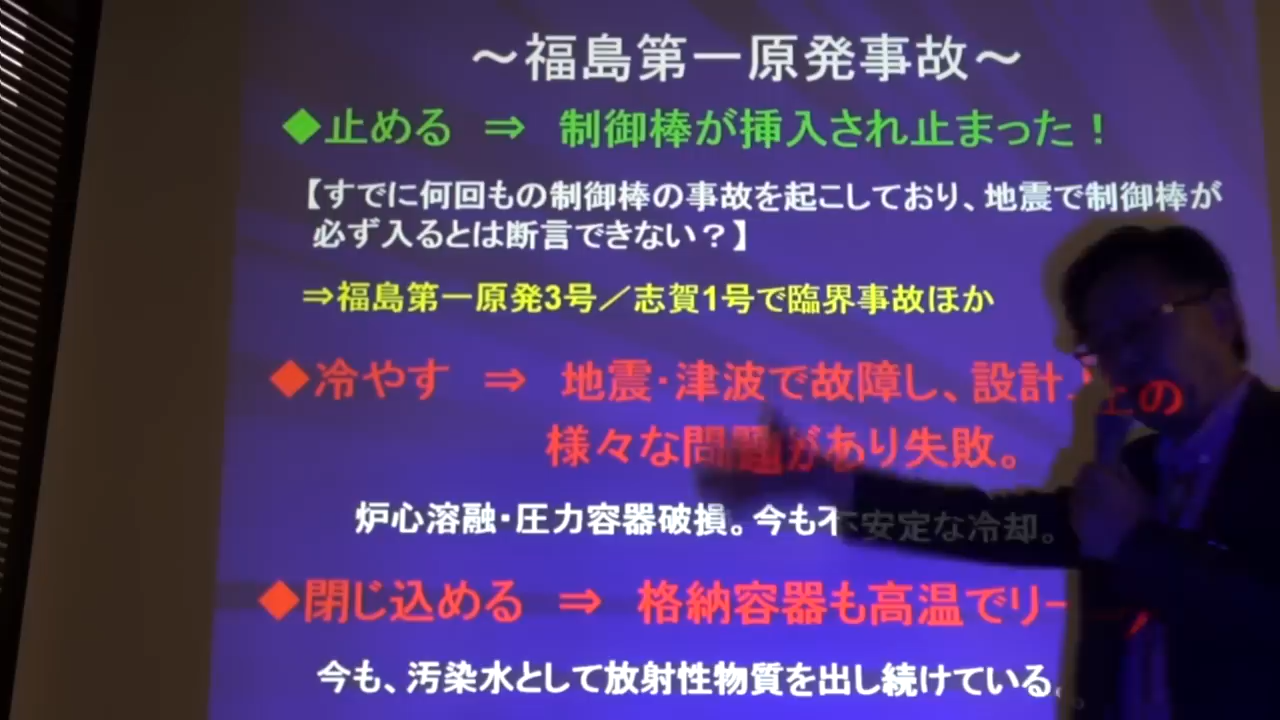 ～福島第一原発事故～
◆止める ⇒ 制御棒が挿入され止まった！
【すでに何回もの制御棒の事故を起こしており、地震で制御棒が
必ず入るとは断言できない？】
⇒福島第一原発3号／志賀1号で臨界事故ほか
◆冷やす ⇒ 地震・津波で故障し、設計上の
様々な問題があり失敗。
炉心溶融・圧力容器破損。今も不安定な冷却。
◆閉じ込める ⇒ 格納容器も高温でリーク
今も、汚染水として放射性物質を出し続けている。